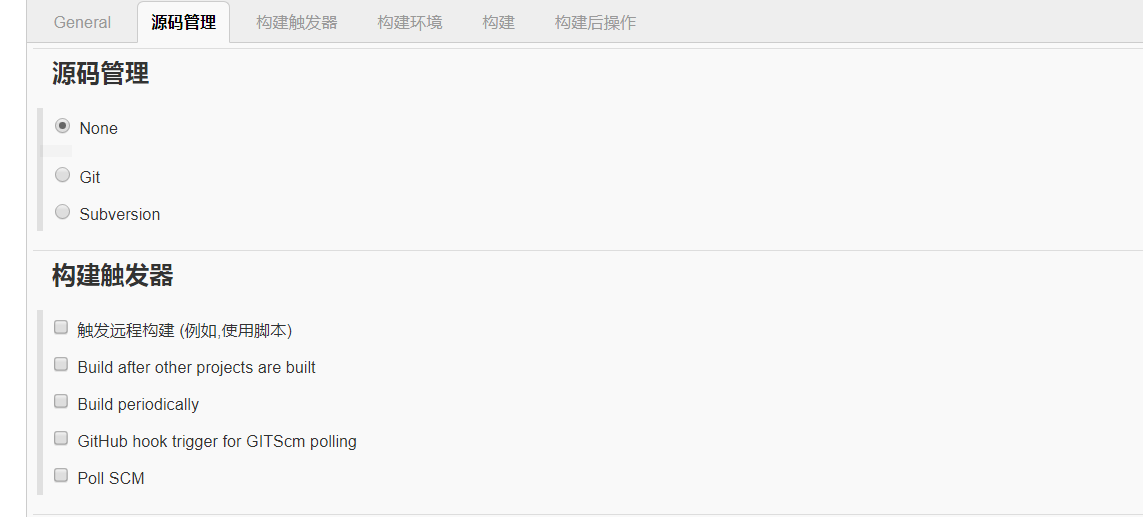 General 源码管理 构建触发器 构建环境 构建 构建后操作
源码管理
None
Git
Subversion
构建触发器
触发远程构建 (例如,使用脚本)
Build after other projects are built
Build periodically
GitHub hook trigger for GITScm polling
Poll SCM